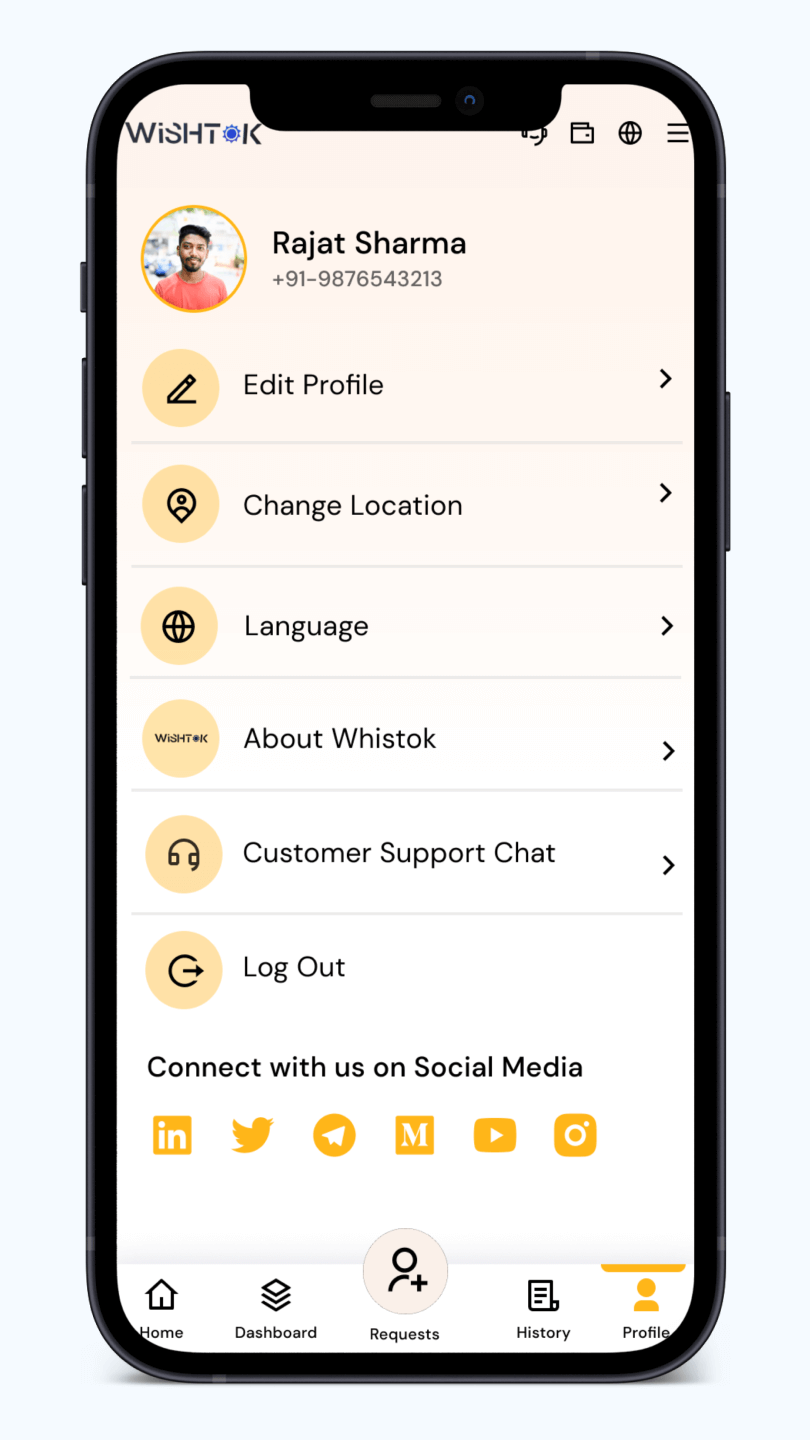 WiSHTOK
Rajat Sharma
+91-9876543213
Edit Profile
Change Location
Language
WiSHTOK
About Whistok
Customer Support Chat
Log Out
Connect with us on Social Media
in
M
Home
Dashboard
Requests
History
Profile